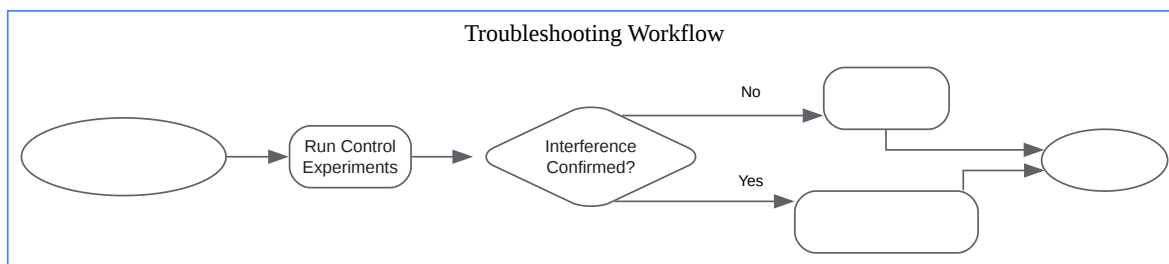 Troubleshooting Workflow
No
Run Control
Experiments
Interference
Confirmed?
Yes